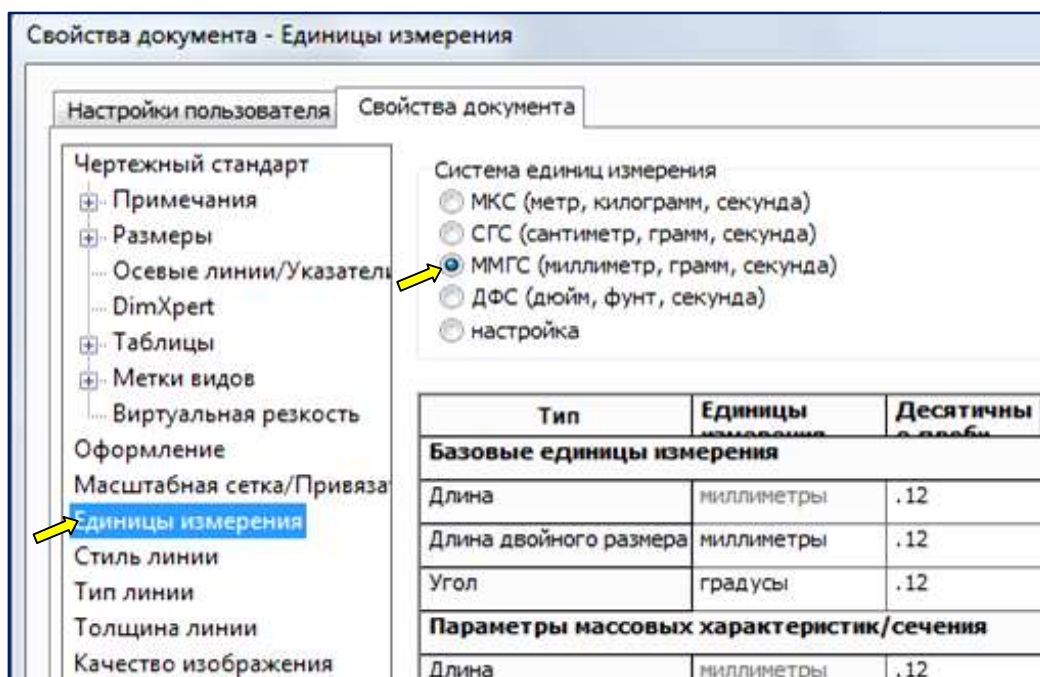 Свойства документа - Единицы измерения
Настройки пользователя
Свойства документа
Чертежный стандарт
Примечания
Размеры
Осевые линии/Указатели
DimXpert
Таблицы
Метки видов
Виртуальная резкость
Оформление
Масштабная сетка/Привяза
Единицы измерения
Стиль линии
Тип линии
Толщина линии
Качество изображения
Система единиц измерения
МКС (метр, килограмм, секунда)
СГС (сантиметр, грамм, секунда)
ММГС (миллиметр, грамм, секунда)
ДФС (дюйм, фунт, секунда)
настройка
Тип Единицы измерения Десятичны е дроби
Базовые единицы измерения
Длина миллиметры .12
Длина двойного размера миллиметры .12
Угол градусы .12
Параметры массовых характеристик/сечения
Длина миллиметры .12